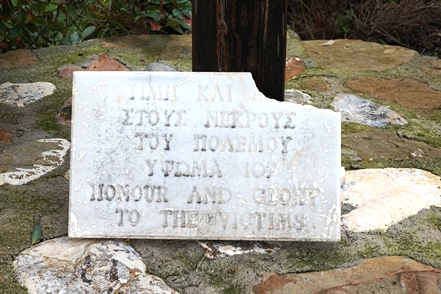 ΤΙΜΗ ΚΑΙ
ΣΤΟΥΣ ΝΕΚΡΟΥΣ
ΤΟΥ ΠΟΛΕΜΟΥ
ΥΨΩΜΑ
HONOUR AND GLORY
TO THE VICTIMS